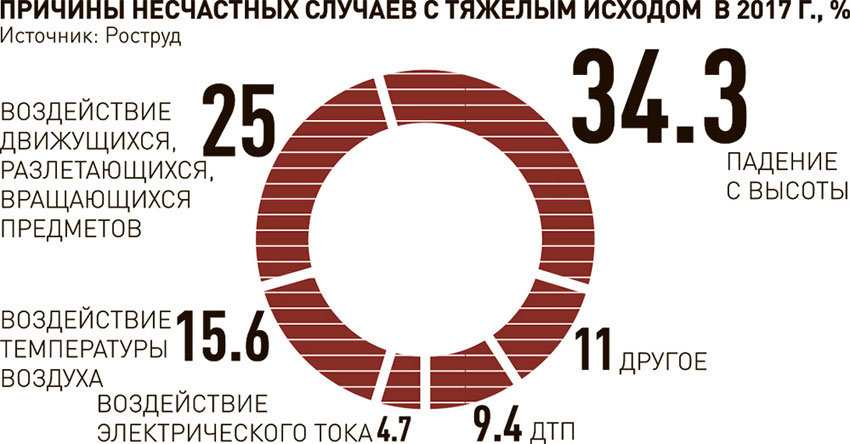 ПРИЧИНЫ НЕСЧАСТНЫХ СЛУЧАЕВ С ТЯЖЕЛЫМ ИСХОДОМ В 2017 Г., %
Источник: Роструд
ВОЗДЕЙСТВИЕ
ДВИЖУЩИХСЯ,
РАЗЛЕТАЮЩИХСЯ,
ВРАЩАЮЩИХСЯ
ПРЕДМЕТОВ
25
34.3
ПАДЕНИЕ
С ВЫСОТЫ
ВОЗДЕЙСТВИЕ
ТЕМПЕРАТУРЫ
ВОЗДУХА
15.6
11 ДРУГОЕ
ВОЗДЕЙСТВИЕ
ЭЛЕКТРИЧЕСКОГО ТОКА 4.7
9.4 ДТП